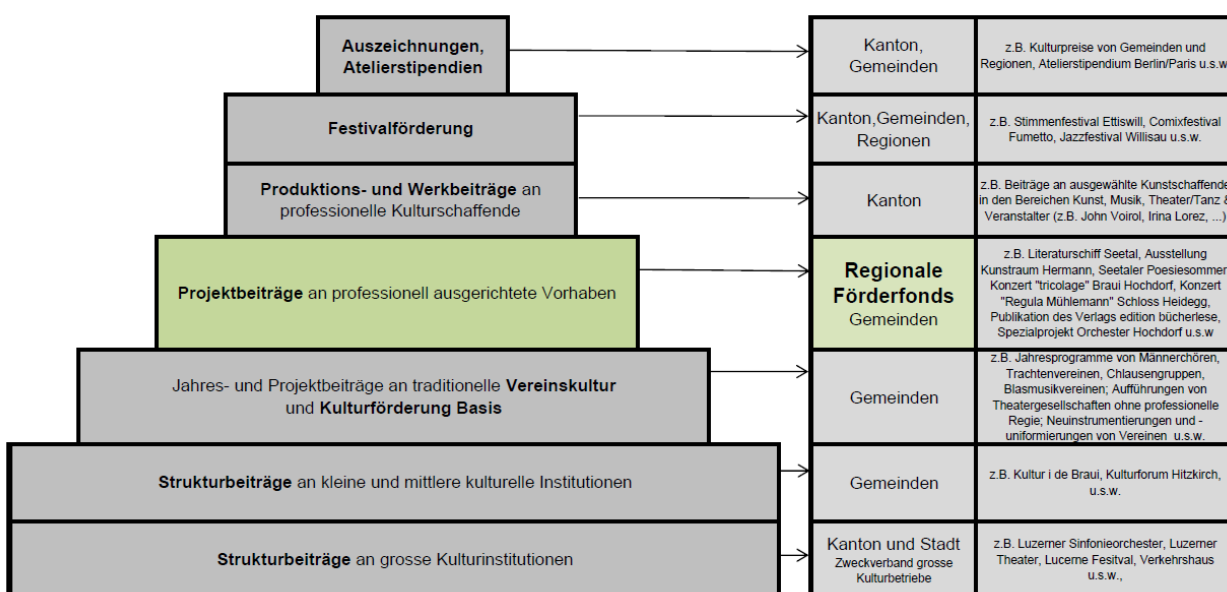 Auszeichnungen,
Atelierstipendien
Kanton,
Gemeinden
z.B. Kulturpreise von Gemeinden und
Regionen, Atelierstipendium Berlin/Paris u.s.w
Festivalförderung
Kanton,Gemeinden,
Regionen
z.B. Stimmenfestival Ettiswill, Comixfestival
Fumetto, Jazzfestival Willisau u.s.w.
Produktions- und Werkbeiträge an
professionelle Kulturschaffende
Kanton
z.B. Beiträge an ausgewählte Kunstschaffende
in den Bereichen Kunst, Musik, Theater/Tanz &
Veranstalter (z.B. John Voirol, Irina Lorez, ...)
Projektbeiträge an professionell ausgerichtete Vorhaben
Regionale
Förderfonds
Gemeinden
z.B. Literaturschiff Seetal, Ausstellung
Kunstraum Hermann, Seetaler Poesiesommer
Konzert "tricolage" Braui Hochdorf, Konzert
"Regula Mühlemann" Schloss Heidegg,
Publikation des Verlags edition bücherlese,
Spezialprojekt Orchester Hochdorf u.s.w
Jahres- und Projektbeiträge an traditionelle Vereinskultur
und Kulturförderung Basis
Gemeinden
z.B. Jahresprogramme von Männerchören,
Trachtenvereinen, Chlausengruppen,
Blasmusikvereinen; Aufführungen von
Theatergesellschaften ohne professionelle
Regie; Neuinstrumentierungen und -
uniformierungen von Vereinen u.s.w.
Strukturbeiträge an kleine und mittlere kulturelle Institutionen
Gemeinden
z.B. Kultur i de Braui, Kulturforum Hitzkirch,
u.s.w.
Strukturbeiträge an grosse Kulturinstitutionen
Kanton und Stadt
Zweckverband grosse
Kulturbetriebe
z.B. Luzerner Sinfonieorchester, Luzerner
Theater, Lucerne Fesitval, Verkehrshaus
u.s.w.,